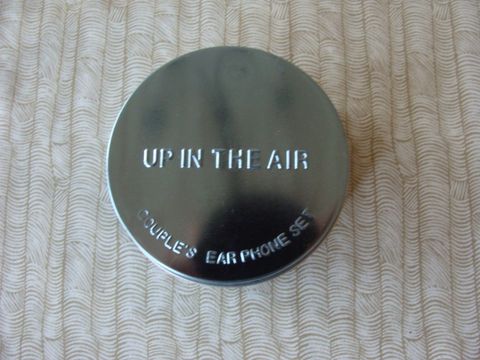 UP IN THE AIR
COUPLE'S EAR PHONE SET